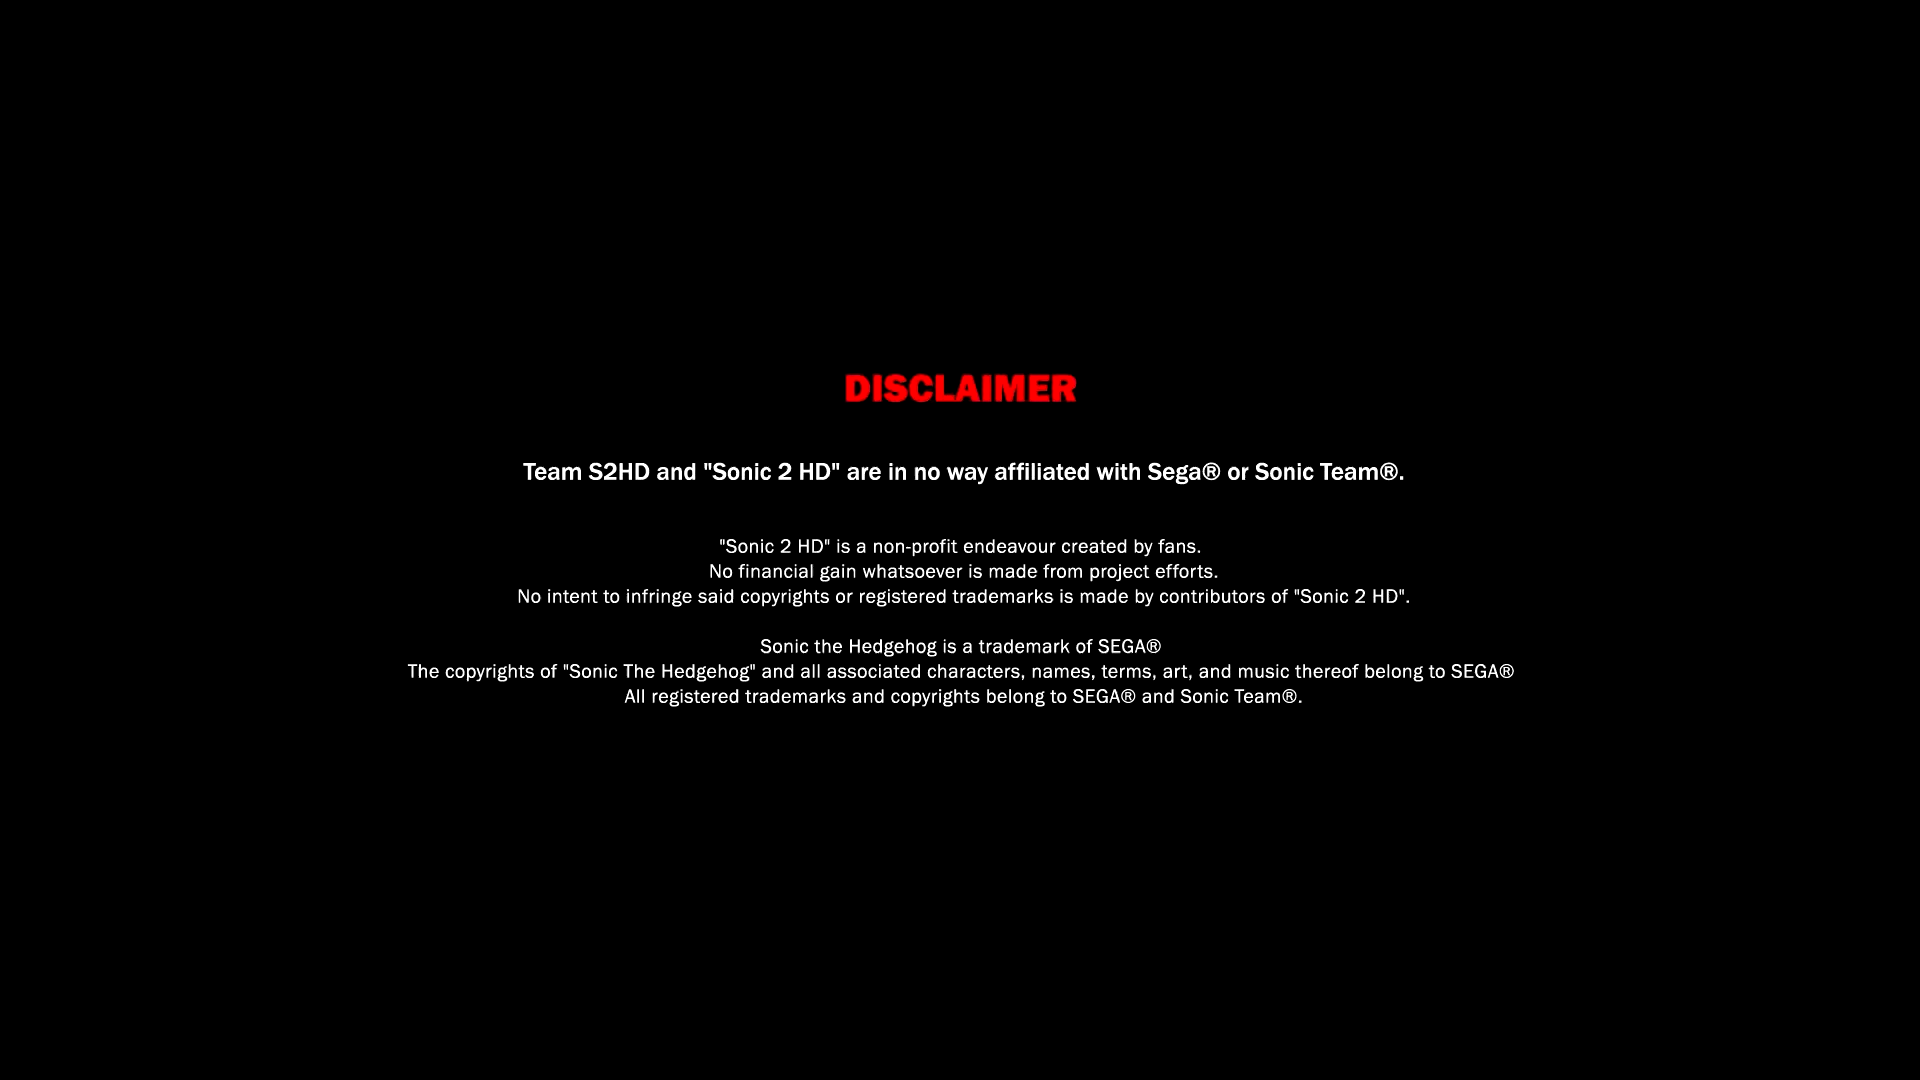 DISCLAIMER
Team S2HD and "Sonic 2 HD" are in no way affiliated with Sega® or Sonic Team®.
"Sonic 2 HD" is a non-profit endeavour created by fans.
No financial gain whatsoever is made from project efforts.
No intent to infringe said copyrights or registered trademarks is made by contributors of "Sonic 2 HD".
Sonic the Hedgehog is a trademark of SEGA®
The copyrights of "Sonic The Hedgehog" and all associated characters, names, terms, art, and music thereof belong to SEGA®
All registered trademarks and copyrights belong to SEGA® and Sonic Team®.